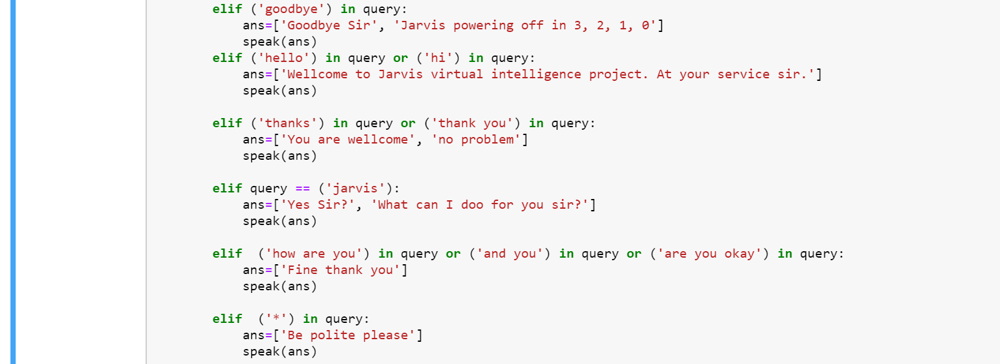 elif ('goodbye') in query:
ans=['Goodbye Sir', 'Jarvis powering off in 3, 2, 1, 0']
speak(ans)
elif ('hello') in query or ('hi') in query:
ans=['Wellcome to Jarvis virtual intelligence project. At your service sir.']
speak(ans)
elif ('thanks') in query or ('thank you') in query:
ans=['You are wellcome', 'no problem']
speak(ans)
elif query == ('jarvis'):
ans=['Yes Sir?', 'What can I doo for you sir?']
speak(ans)
elif  ('how are you') in query or ('and you') in query or ('are you okay') in query:
ans=['Fine thank you']
speak(ans)
elif  ('*') in query:
ans=['Be polite please']
speak(ans)